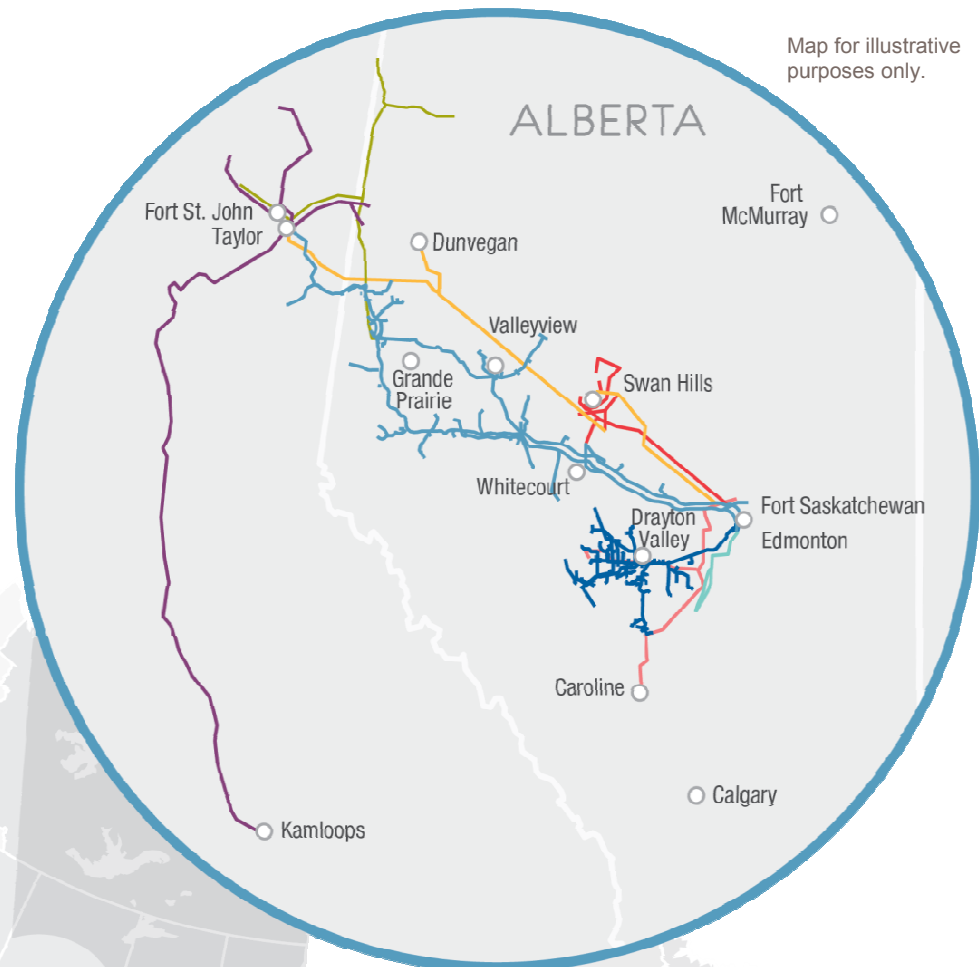 Map for illustrative
purposes only.
ALBERTA
Fort
McMurray
Fort St. John
Taylor
Dunvegan
Valleyview
Grande
Prairie
Swan Hills
Whitecourt
Fort Saskatchewan
Drayton
Valley
Edmonton
Caroline
Calgary
Kamloops